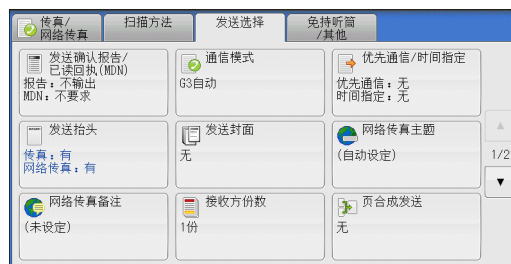 传真/
网络传真
扫描方法
发送选择
免持听筒
/其他
发送确认报告/
已读回执(MDN)
报告：不输出
MDN：不要求
通信模式
G3自动
优先通信/时间指定
优先通信：无
时间指定：无
发送抬头
传真：有
网络传真：有
发送封面
无
网络传真主题
(自动设定)
1/2
网络传真备注
(未设定)
接收方份数
1份
页合成发送
无